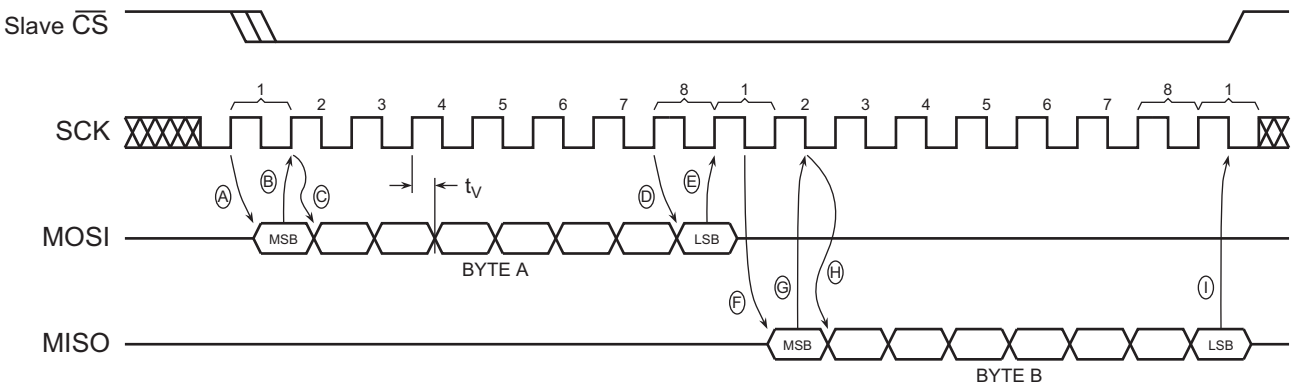 Slave CS
1 2 3 4 5 6 7 8 1 2 3 4 5 6 7 8 1
SCK
A B C tV D E
MOSI MSB LSB
BYTE A
F G H I
MISO MSB LSB
BYTE B